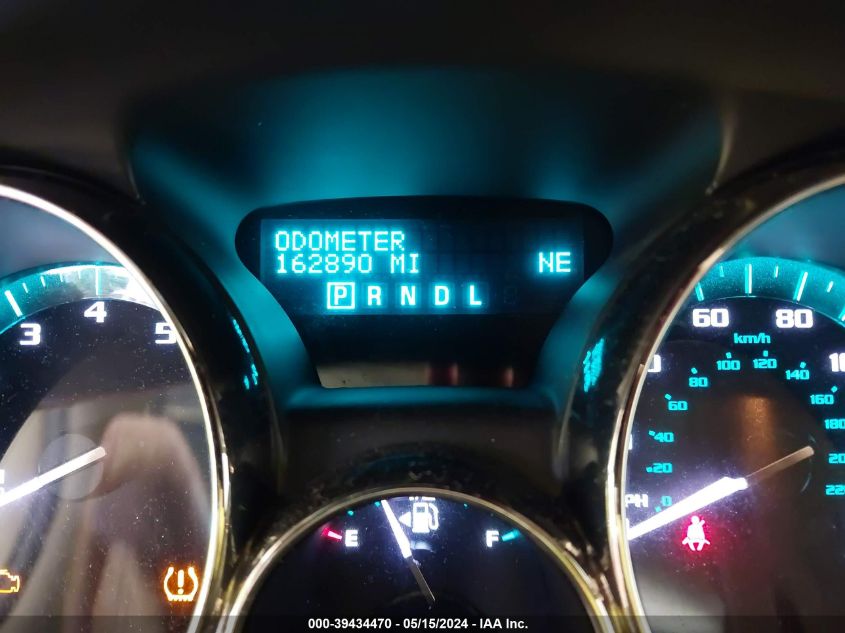 ODOMETER
162890 MI NE
P R N D L
3 4 5
60 80
km/h
0 20 40 60 80 100 120 140 160 180
E F
000-39434470 - 05/15/2024 - IAA Inc.